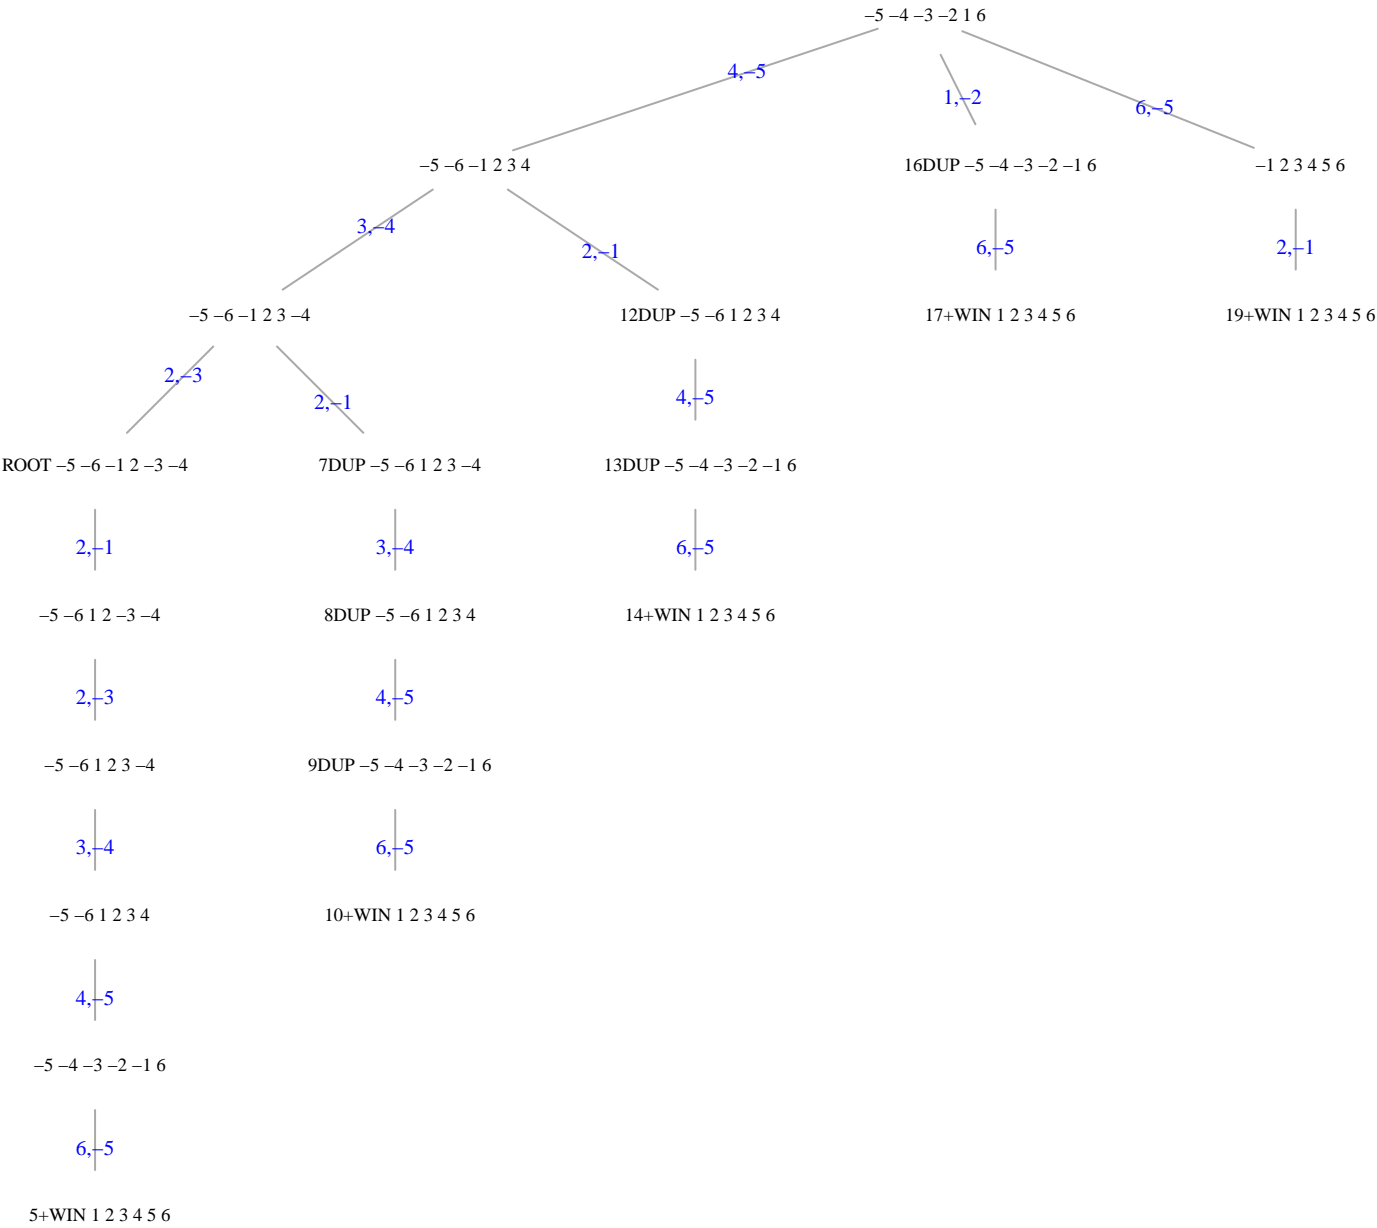 –5 –4 –3 –2 1 6
4,–5
1,–2
6,–5
–5 –6 –1 2 3 4
16DUP –5 –4 –3 –2 –1 6
–1 2 3 4 5 6
3,–4
2,–1
6,–5
2,–1
–5 –6 –1 2 3 –4
12DUP –5 –6 1 2 3 4
17+WIN 1 2 3 4 5 6
19+WIN 1 2 3 4 5 6
2,–3
2,–1
4,–5
ROOT –5 –6 –1 2 –3 –4
7DUP –5 –6 1 2 3 –4
13DUP –5 –4 –3 –2 –1 6
2,–1
3,–4
6,–5
–5 –6 1 2 –3 –4
8DUP –5 –6 1 2 3 4
14+WIN 1 2 3 4 5 6
2,–3
4,–5
–5 –6 1 2 3 –4
9DUP –5 –4 –3 –2 –1 6
3,–4
6,–5
–5 –6 1 2 3 4
10+WIN 1 2 3 4 5 6
4,–5
–5 –4 –3 –2 –1 6
6,–5
5+WIN 1 2 3 4 5 6